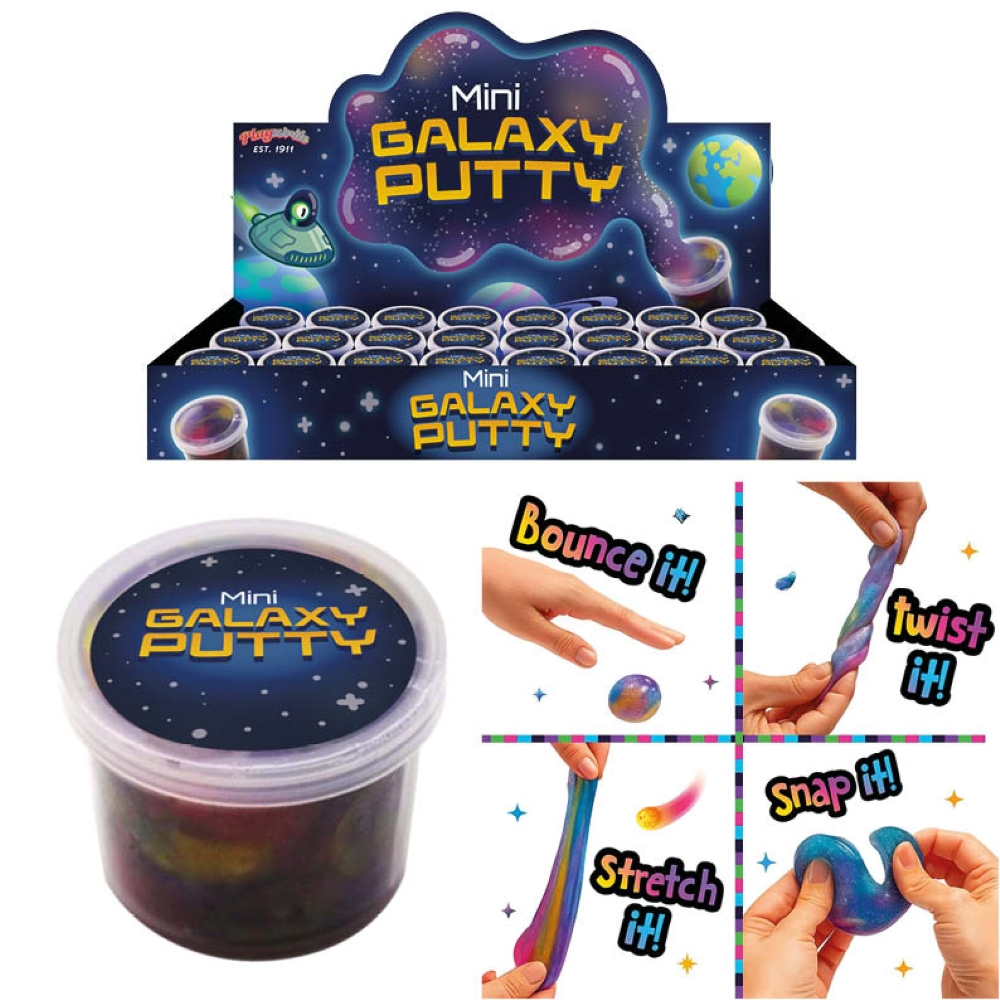 Playwrite
EST. 1911
Mini
GALAXY
PUTTY
Mini
GALAXY
PUTTY
Mini
GALAXY
PUTTY
Bounce it!
twist
it!
Stretch
it!
Snap it!